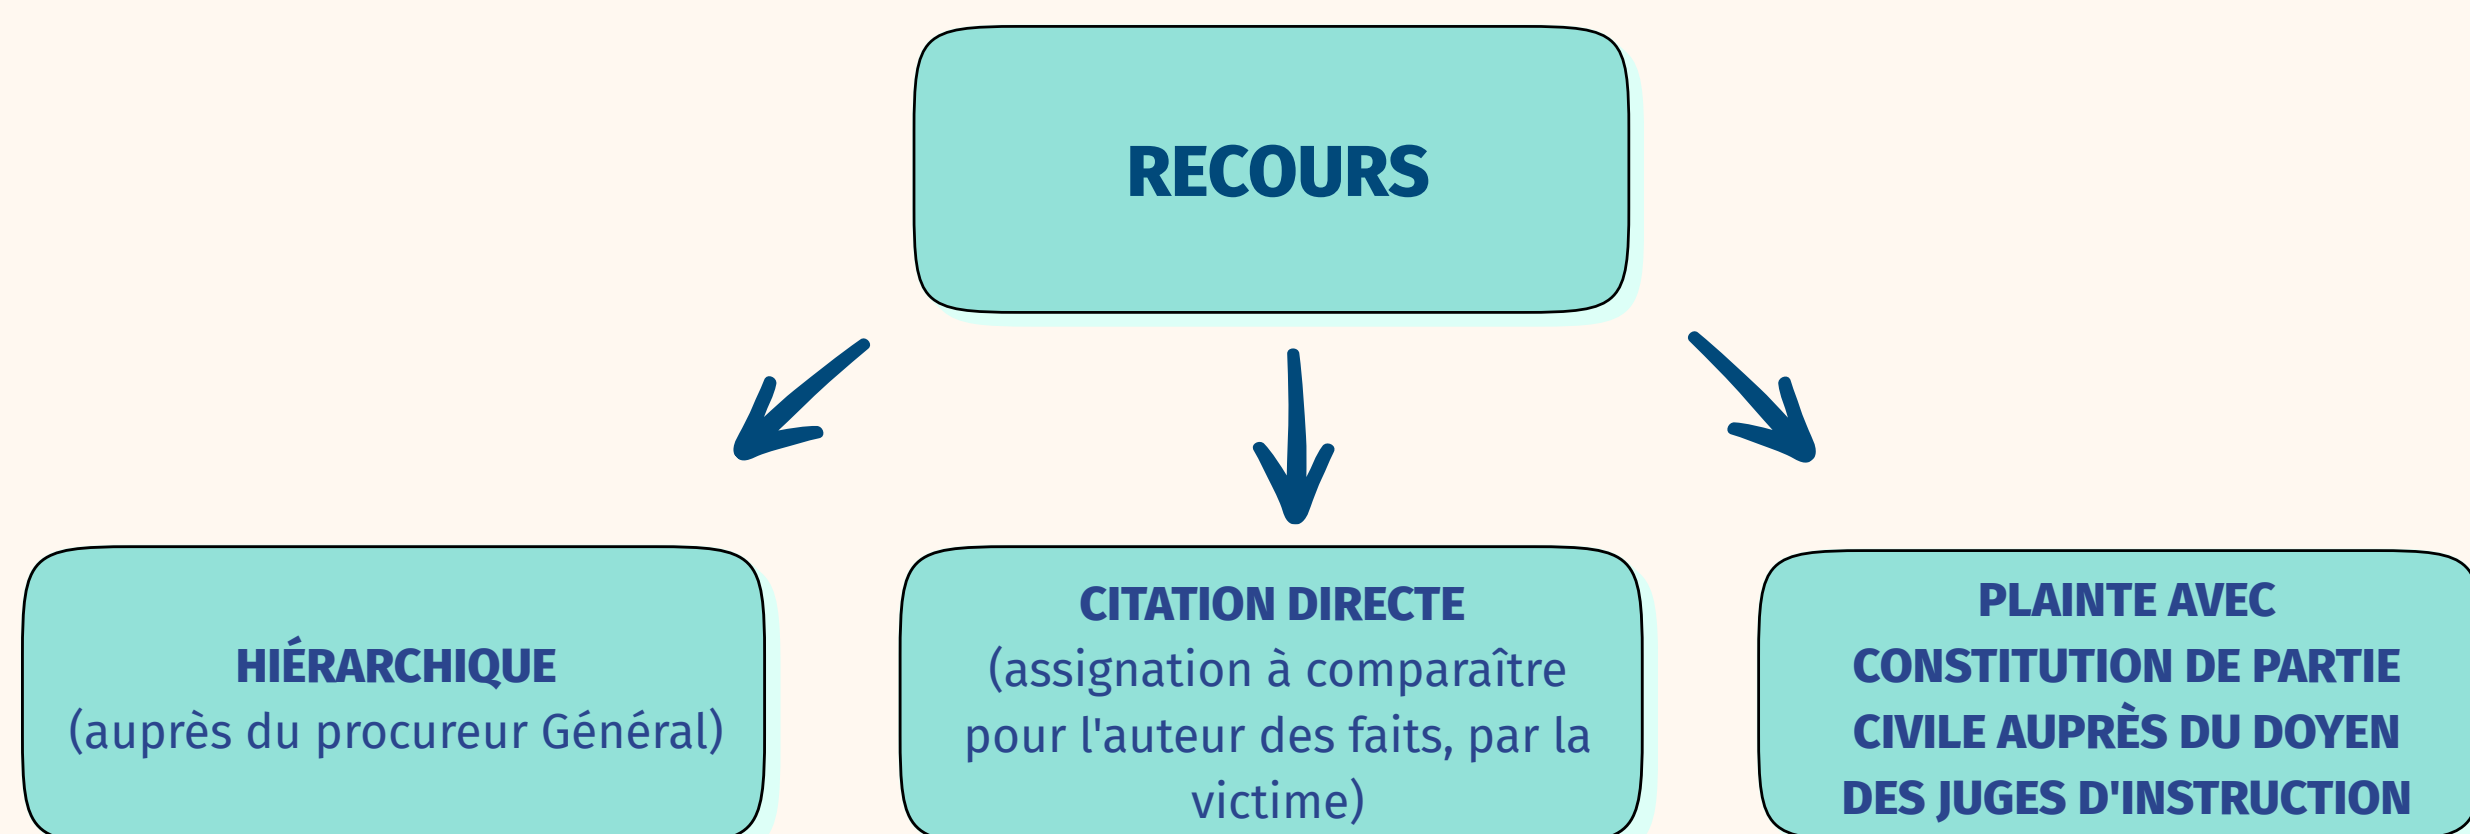 RECOURS
HIÉRARCHIQUE
(auprès du procureur Général)
CITATION DIRECTE
(assignation à comparaître
pour l'auteur des faits, par la
victime)
PLAINTE AVEC
CONSTITUTION DE PARTIE
CIVILE AUPRÈS DU DOYEN
DES JUGES D'INSTRUCTION